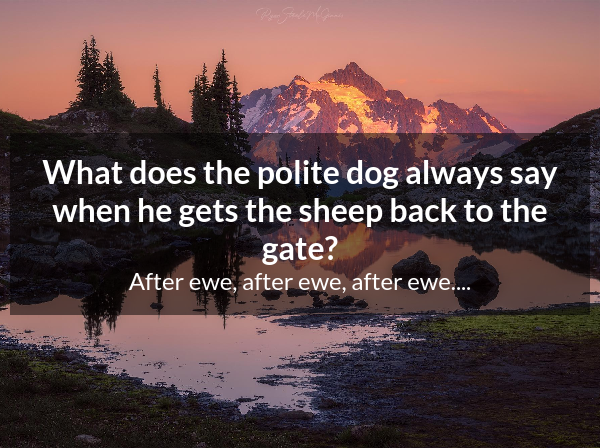 What does the polite dog always say
when he gets the sheep back to the
gate?
After ewe, after ewe, after ewe....